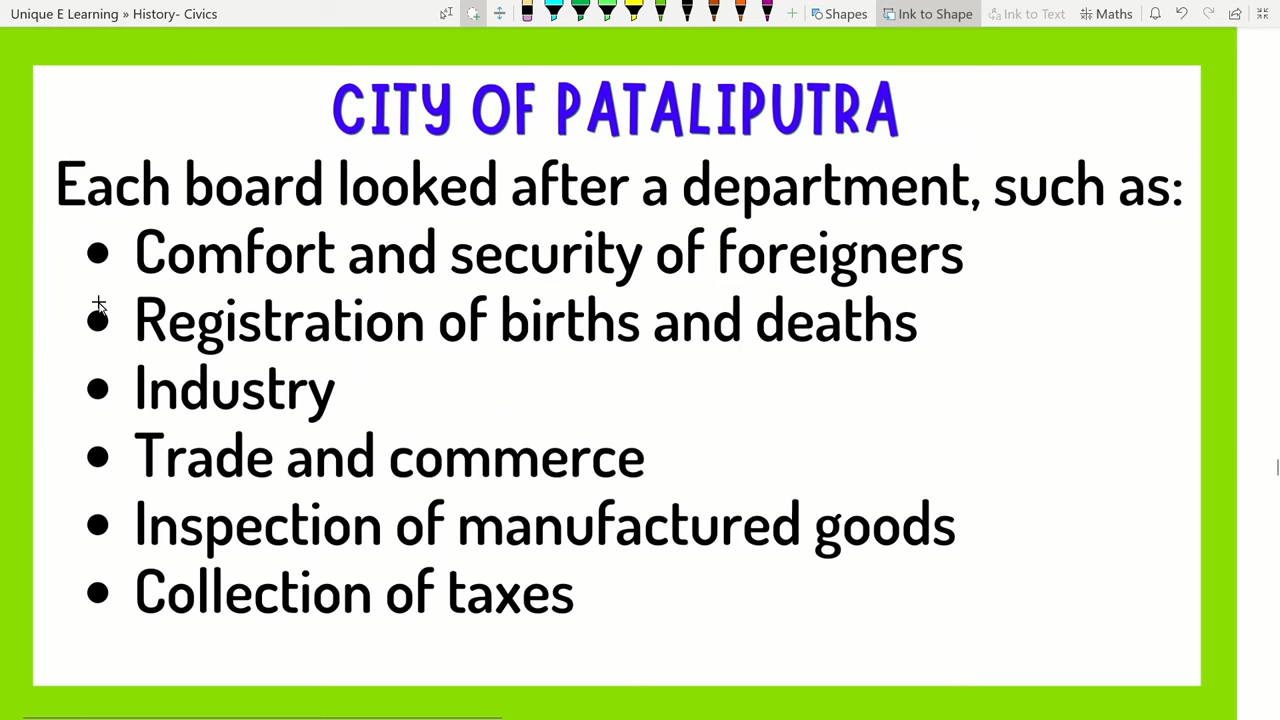 Unique E Learning » History- Civics
Shapes
Ink to Shape
Ink to Text
Maths
CITY OF PATALIPUTRA
Each board looked after a department, such as:
• Comfort and security of foreigners
• Registration of births and deaths
• Industry
• Trade and commerce
• Inspection of manufactured goods
• Collection of taxes